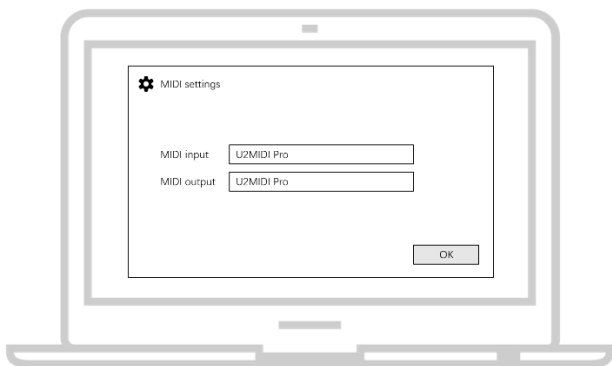 MIDI settings
MIDI input U2MIDI Pro
MIDI output U2MIDI Pro
OK